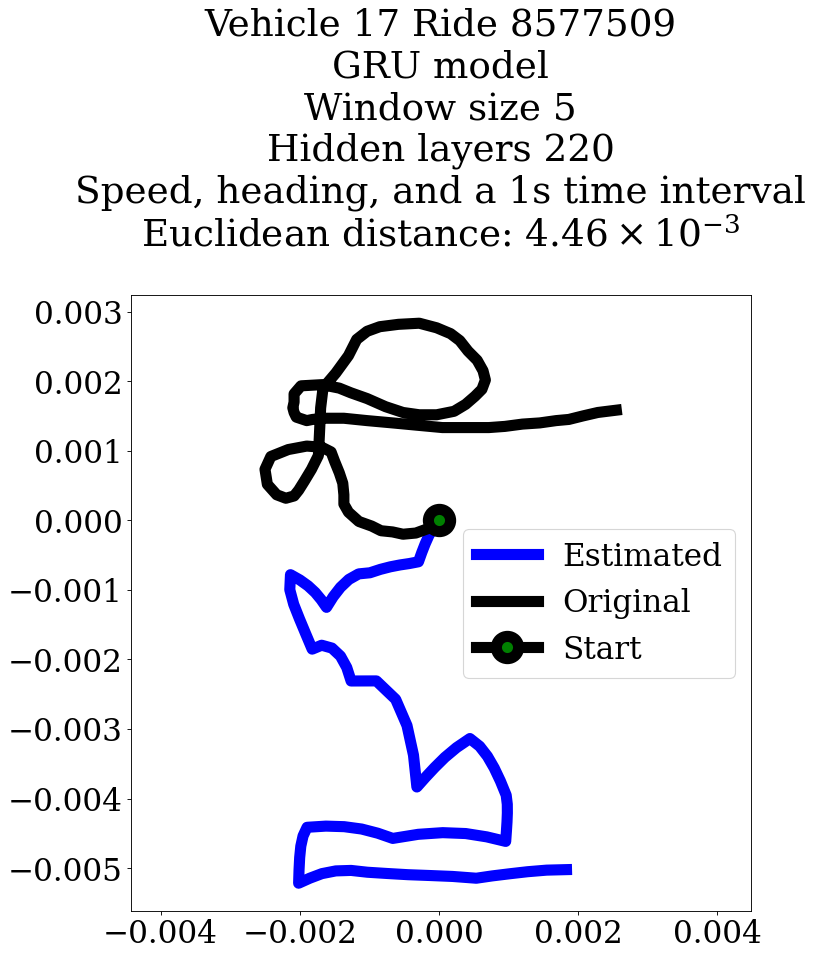 Vehicle 17 Ride 8577509
GRU model
Window size 5
Hidden layers 220
Speed, heading, and a 1s time interval
Euclidean distance: 4.46 × 10⁻³
0.003
0.002
0.001
0.000
−0.001
−0.002
−0.003
−0.004
−0.005
Estimated
Original
Start
−0.004 −0.002 0.000 0.002 0.004